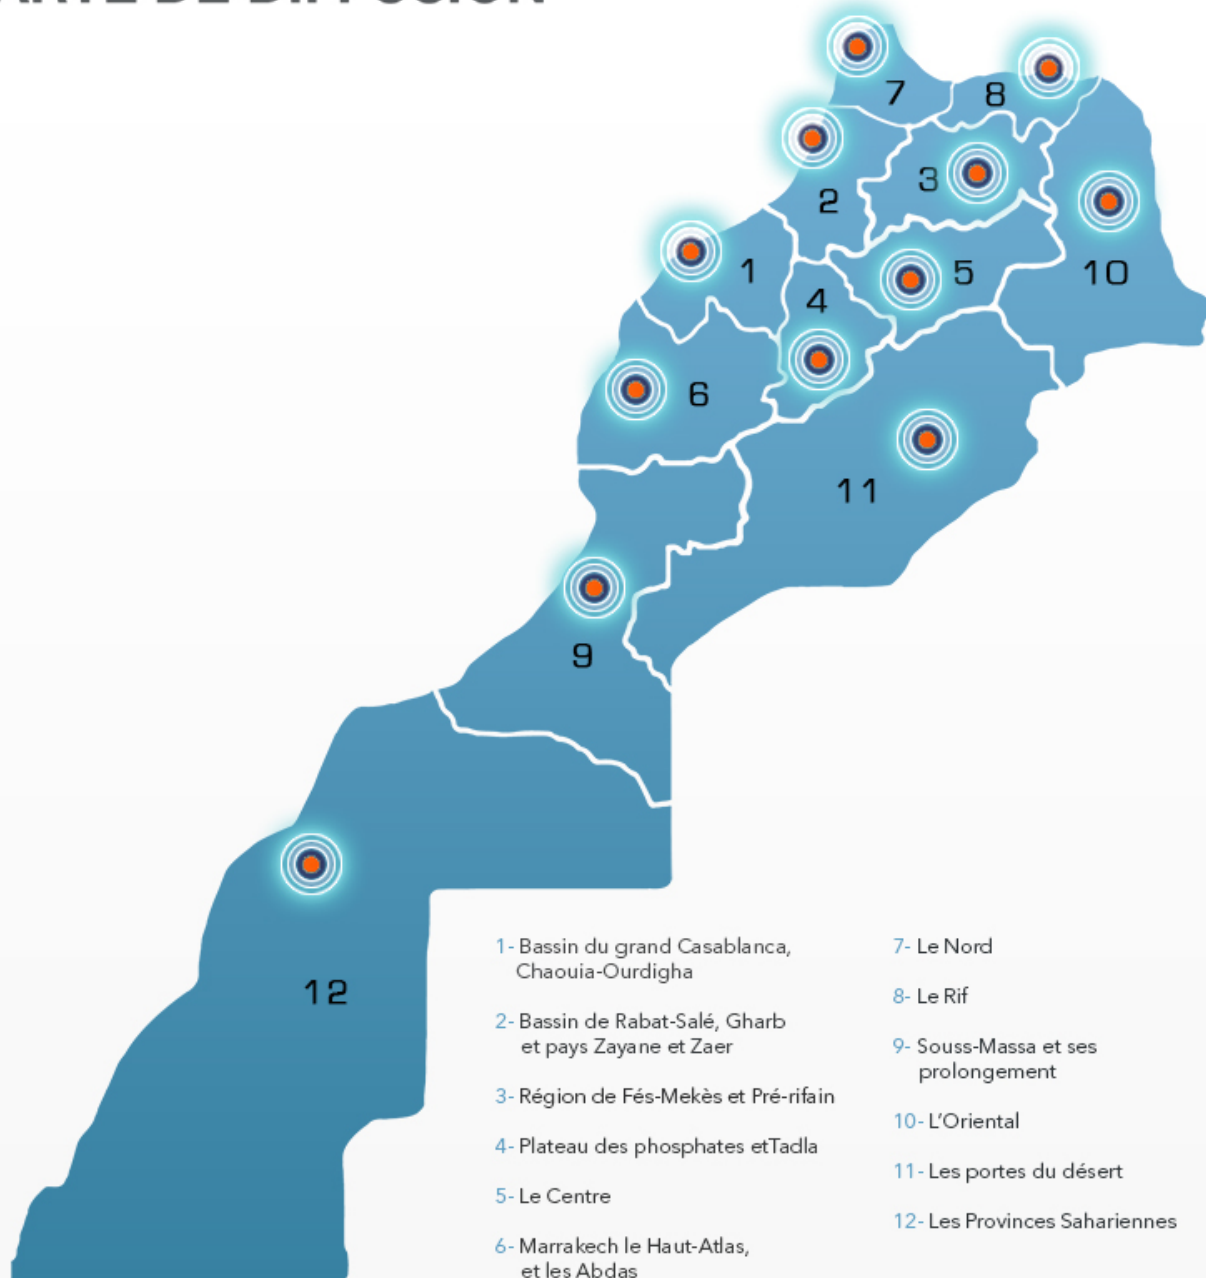 CARTE DE DIFFUSION
7
8
3
2
10
1
5
4
6
11
9
12
1- Bassin du grand Casablanca,
Chaouia-Ourdigha
2- Bassin de Rabat-Salé, Gharb
et pays Zayane et Zaer
3- Région de Fés-Mekès et Pré-rifain
4- Plateau des phosphates etTadla
5- Le Centre
6- Marrakech le Haut-Atlas,
et les Abdas
7- Le Nord
8- Le Rif
9- Souss-Massa et ses
prolongement
10- L’Oriental
11- Les portes du désert
12- Les Provinces Sahariennes